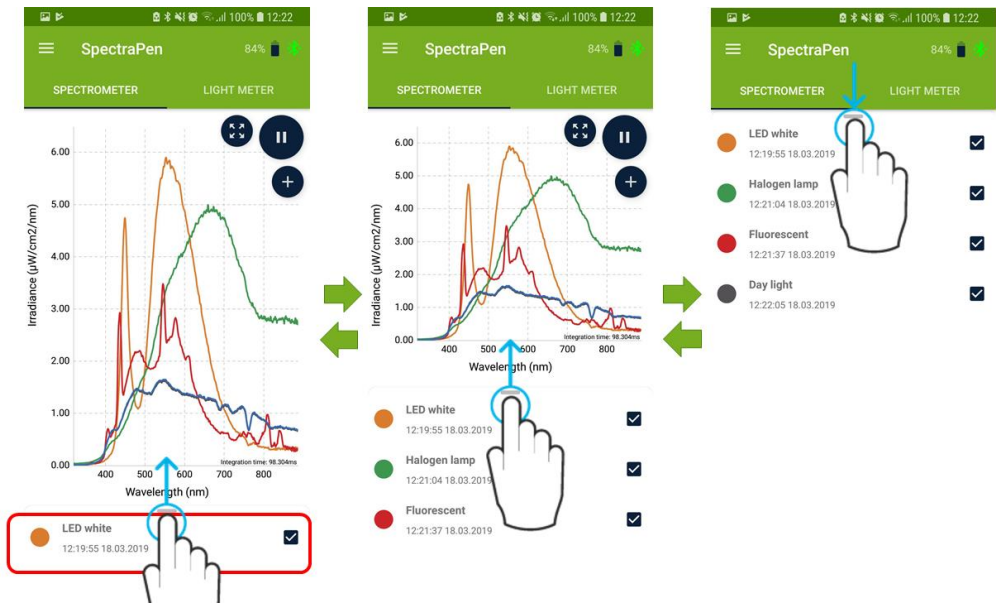 100% 12:22
SpectraPen 84%
SPECTROMETER LIGHT METER
6.00
5.00
4.00
3.00
2.00
1.00
0.00
Irradiance (µW/cm2/nm)
400 500 600 700 800
Integration time: 98.304ms
Wavelength (nm)
LED white
12:19:55 18.03.2019
100% 12:22
SpectraPen 84%
SPECTROMETER LIGHT METER
6.00
5.00
4.00
3.00
2.00
1.00
0.00
Irradiance (µW/cm2/nm)
400 500 600 700 800
Integration time: 98.304ms
Wavelength (nm)
LED white
12:19:55 18.03.2019
Halogen lamp
12:21:04 18.03.2019
Fluorescent
12:21:37 18.03.2019
100% 12:22
SpectraPen 84%
SPECTROMETER LIGHT METER
LED white
12:19:55 18.03.2019
Halogen lamp
12:21:04 18.03.2019
Fluorescent
12:21:37 18.03.2019
Day light
12:22:05 18.03.2019